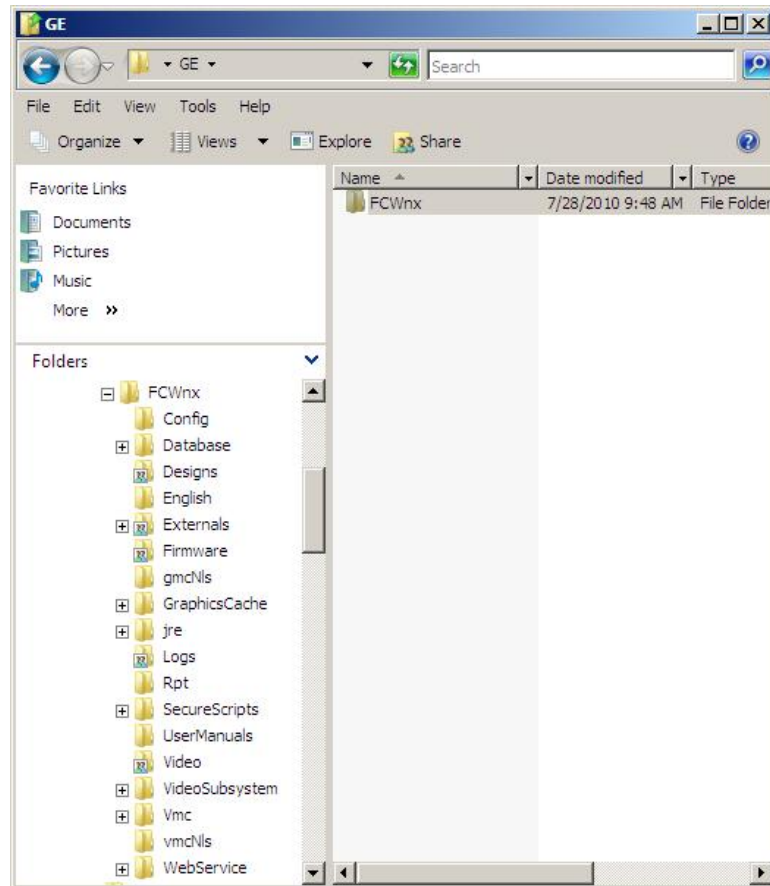 GE
GE
Search
File Edit View Tools Help
Organize Views Explore Share
Favorite Links
Documents
Pictures
Music
More »
Folders
FCWnx
Config
Database
Designs
English
Externals
Firmware
gmcNls
GraphicsCache
jre
Logs
Rpt
SecureScripts
UserManuals
Video
VideoSubsystem
Vmc
vmcNls
WebService
Name Date modified Type
FCWnx 7/28/2010 9:48 AM File Folder